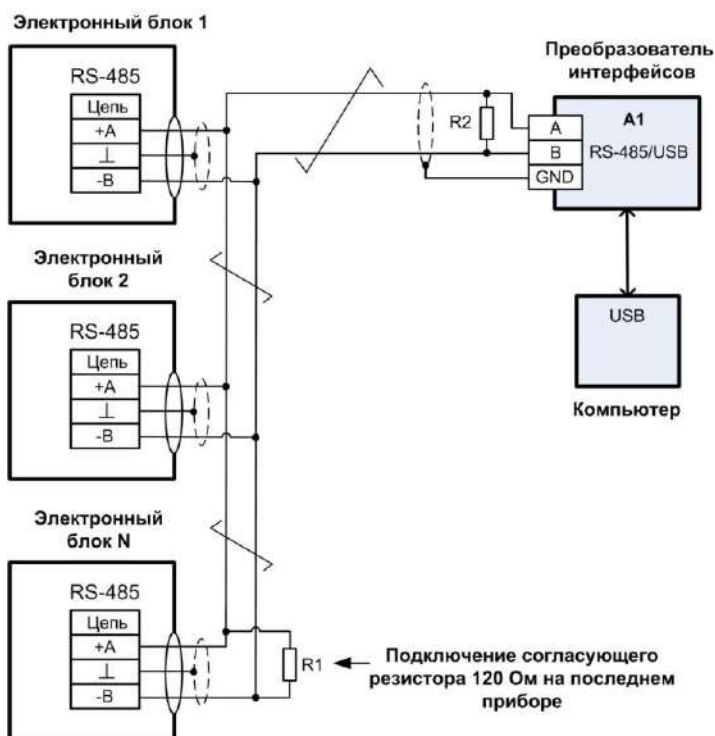 Электронный блок 1
RS-485
Цепь
+A
⊥
-B
Преобразователь
интерфейсов
R2
A
B
GND
A1
RS-485/USB
Электронный
блок 2
RS-485
Цепь
+A
⊥
-B
USB
Компьютер
Электронный
блок N
RS-485
Цепь
+A
⊥
-B
R1
Подключение согласующего
резистора 120 Ом на последнем
приборе